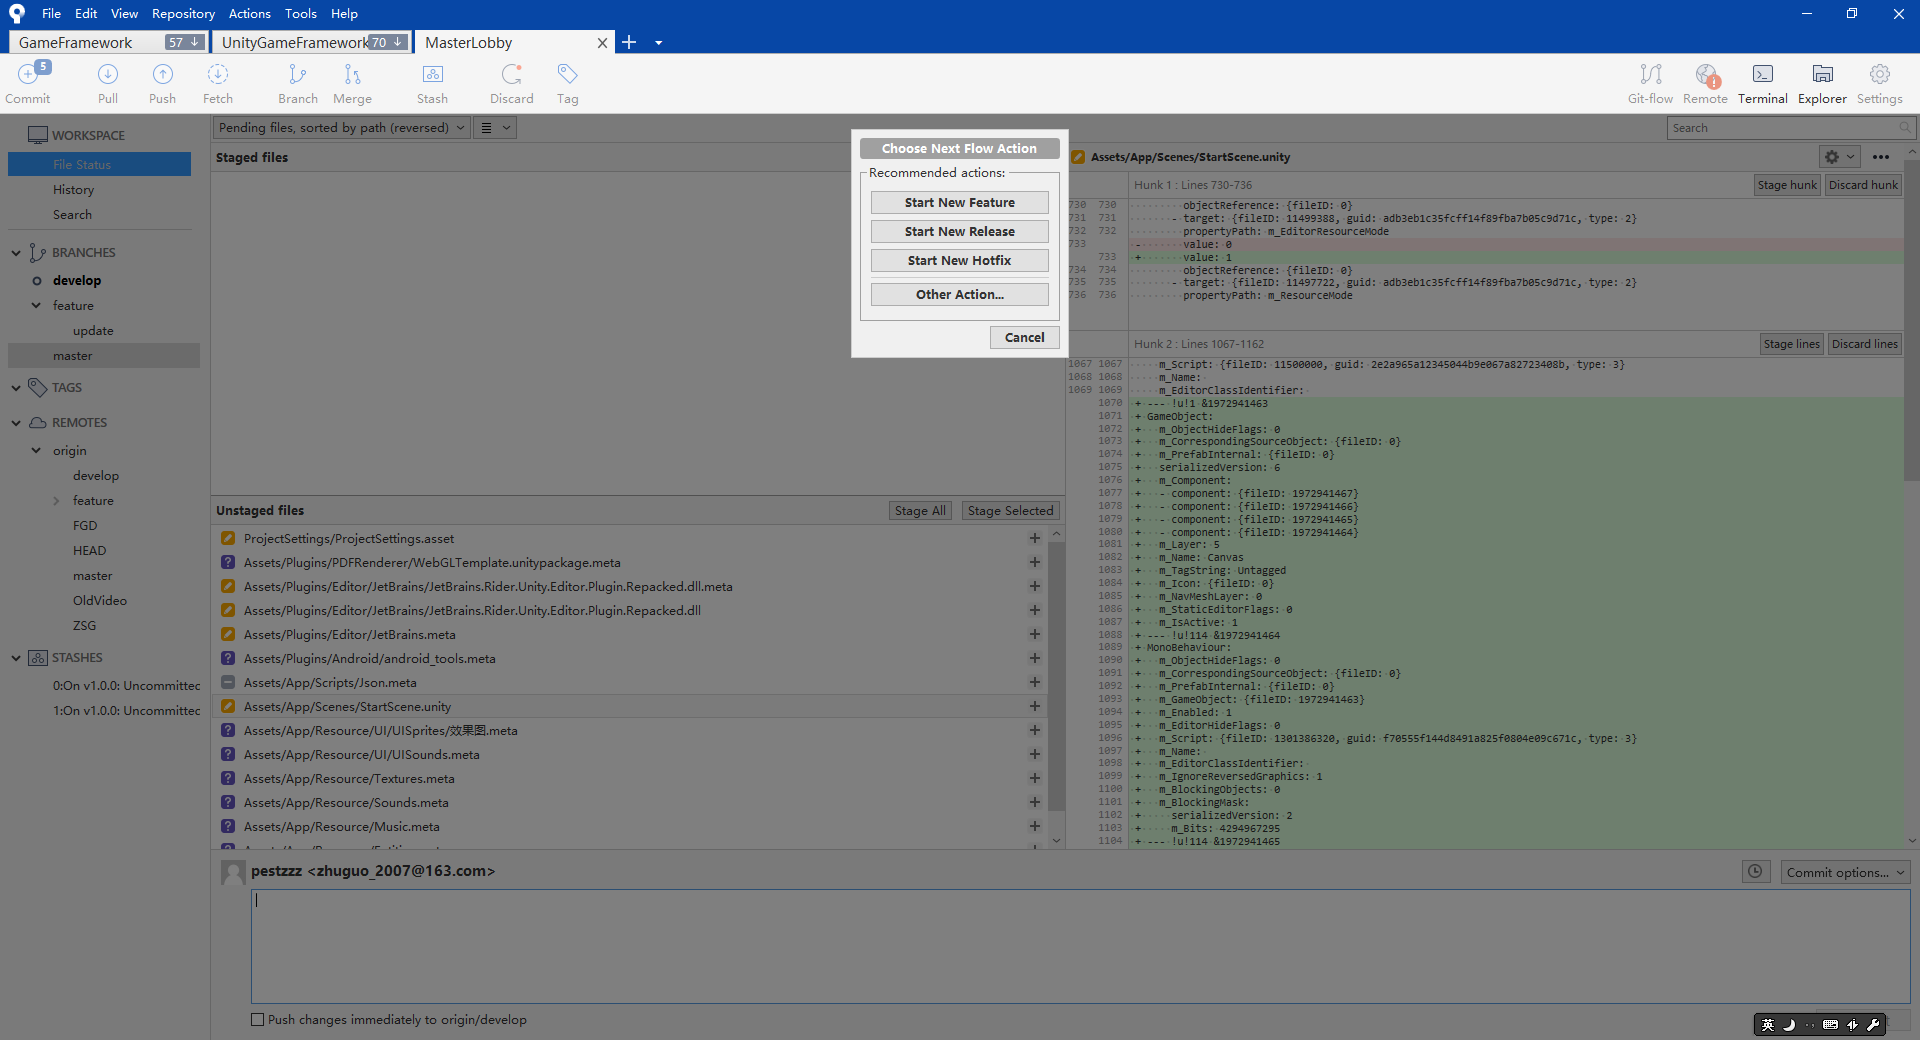 File Edit View Repository Actions Tools Help
GameFramework 57
UnityGameFramework 70
MasterLobby
Commit 5 Pull Push Fetch Branch Merge Stash Discard Tag
Git-flow Remote Terminal Explorer Settings
WORKSPACE
File Status
History
Search
BRANCHES
develop
feature
update
master
TAGS
REMOTES
origin
develop
feature
FGD
HEAD
master
OldVideo
ZSG
STASHES
0:On v1.0.0: Uncommittec
1:On v1.0.0: Uncommittec
Pending files, sorted by path (reversed)
Search
Staged files
Choose Next Flow Action
Recommended actions:
Start New Feature
Start New Release
Start New Hotfix
Other Action...
Cancel
Unstaged files Stage All Stage Selected
ProjectSettings/ProjectSettings.asset
Assets/Plugins/PDFRenderer/WebGLTemplate.unitypackage.meta
Assets/Plugins/Editor/JetBrains/JetBrains.Rider.Unity.Editor.Plugin.Repacked.dll.meta
Assets/Plugins/Editor/JetBrains/JetBrains.Rider.Unity.Editor.Plugin.Repacked.dll
Assets/Plugins/Editor/JetBrains.meta
Assets/Plugins/Android/android_tools.meta
Assets/App/Scripts/Json.meta
Assets/App/Scenes/StartScene.unity
Assets/App/Resource/UI/UISprites/效果图.meta
Assets/App/Resource/UI/UISounds.meta
Assets/App/Resource/Textures.meta
Assets/App/Resource/Sounds.meta
Assets/App/Resource/Music.meta
Assets/App/Scenes/StartScene.unity
Hunk 1 : Lines 730-736 Stage hunk Discard hunk
730 730 objectReference: {fileID: 0}
731 731 - target: {fileID: 11499388, guid: adb3eb1c35fcff14f89fba7b05c9d71c, type: 2}
732 732 propertyPath: m_EditorResourceMode
733 - value: 0
733 + value: 1
734 734 objectReference: {fileID: 0}
735 735 - target: {fileID: 11497722, guid: adb3eb1c35fcff14f89fba7b05c9d71c, type: 2}
736 736 propertyPath: m_ResourceMode
Hunk 2 : Lines 1067-1162 Stage lines Discard lines
1067 1067 m_Script: {fileID: 11500000, guid: 2e2a965a12345044b9e067a82723408b, type: 3}
1068 1068 m_Name:
1069 1069 m_EditorClassIdentifier:
1070 + --- !u!1 &1972941463
1071 + GameObject:
1072 + m_ObjectHideFlags: 0
1073 + m_CorrespondingSourceObject: {fileID: 0}
1074 + m_PrefabInternal: {fileID: 0}
1075 + serializedVersion: 6
1076 + m_Component:
1077 + - component: {fileID: 1972941467}
1078 + - component: {fileID: 1972941466}
1079 + - component: {fileID: 1972941465}
1080 + - component: {fileID: 1972941464}
1081 + m_Layer: 5
1082 + m_Name: Canvas
1083 + m_TagString: Untagged
1084 + m_Icon: {fileID: 0}
1085 + m_NavMeshLayer: 0
1086 + m_StaticEditorFlags: 0
1087 + m_IsActive: 1
1088 + --- !u!114 &1972941464
1089 + MonoBehaviour:
1090 + m_ObjectHideFlags: 0
1091 + m_CorrespondingSourceObject: {fileID: 0}
1092 + m_PrefabInternal: {fileID: 0}
1093 + m_GameObject: {fileID: 1972941463}
1094 + m_Enabled: 1
1095 + m_EditorHideFlags: 0
1096 + m_Script: {fileID: 1301386320, guid: f70555f144d8491a825f0804e09c671c, type: 3}
1097 + m_Name:
1098 + m_EditorClassIdentifier:
1099 + m_IgnoreReversedGraphics: 1
1100 + m_BlockingObjects: 0
1101 + m_BlockingMask:
1102 + serializedVersion: 2
1103 + m_Bits: 4294967295
1104 + --- !u!114 &1972941465
pestzzz <zhuguo_2007@163.com>
Commit options...
Push changes immediately to origin/develop
英